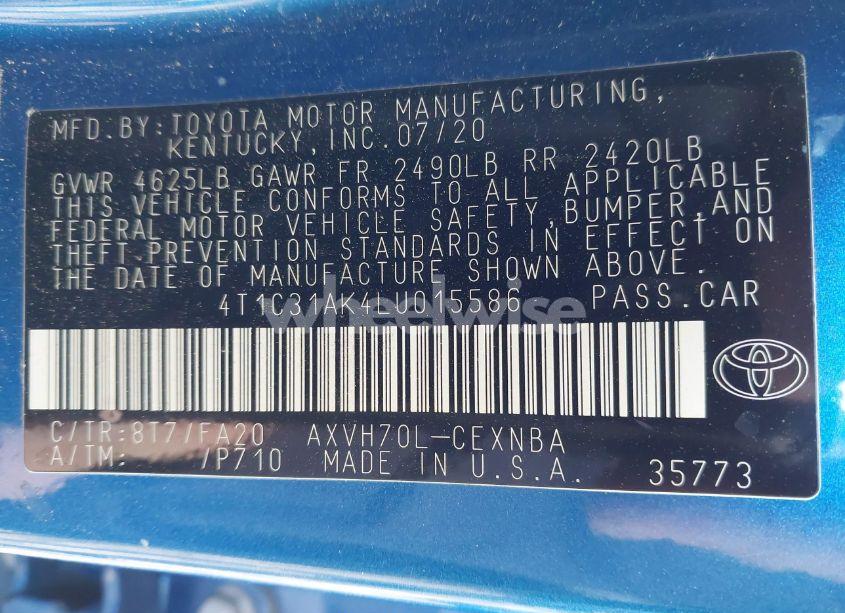 MFD.BY:TOYOTA MOTOR MANUFACTURING,
KENTUCKY,INC.07/20
GVWR 4625LB GAWR FR 2490LB RR 2420LB
THIS VEHICLE CONFORMS TO ALL APPLICABLE
FEDERAL MOTOR VEHICLE SAFETY,BUMPER,AND
THEFT.PREVENTION STANDARDS IN EFFECT ON
THE DATE OF MANUFACTURE SHOWN ABOVE.
4T1C31AK4LU015586 PASS.CAR
wheelwise
C/TR:8T7/FA20 AXVH70L-CEXNBA
A/TM: /P710 MADE IN U.S.A. 35773